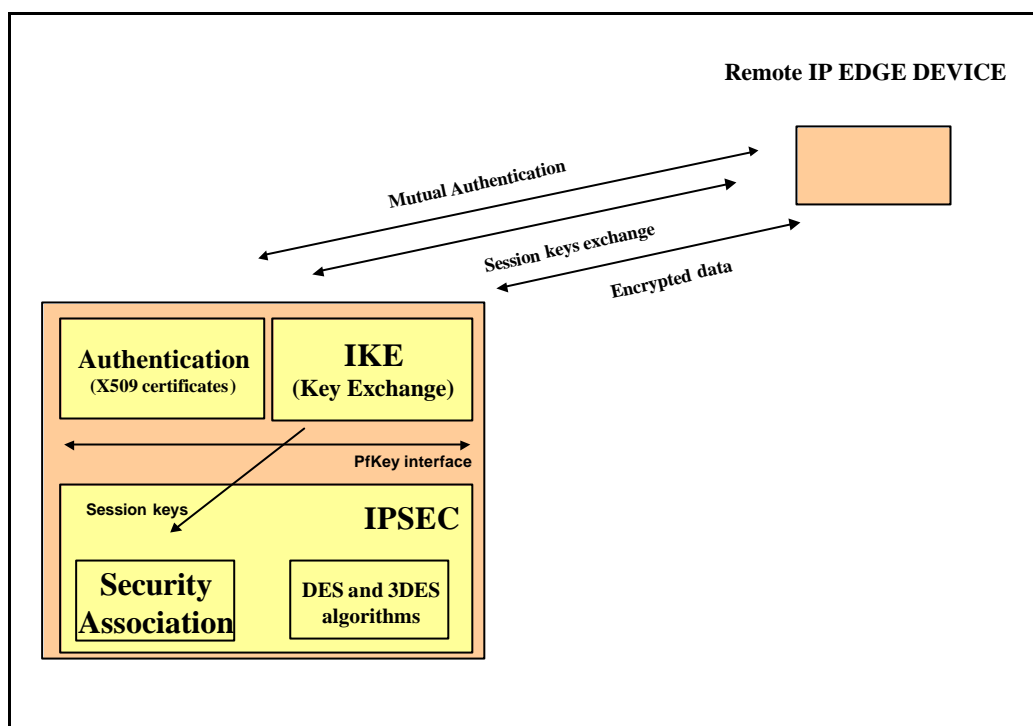 Remote IP EDGE DEVICE
Mutual Authentication
Session keys exchange
Encrypted data
Authentication
(X509 certificates)
IKE
(Key Exchange)
PfKey interface
Session keys
IPSEC
Security
Association
DES and 3DES
algorithms